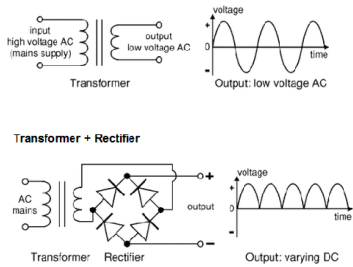 input
high voltage AC
(mains supply)
output
low voltage AC
Transformer
voltage
+
0
−
time
Output: low voltage AC
Transformer + Rectifier
AC
mains
+
output
−
Transformer Rectifier
voltage
+
0
−
time
Output: varying DC